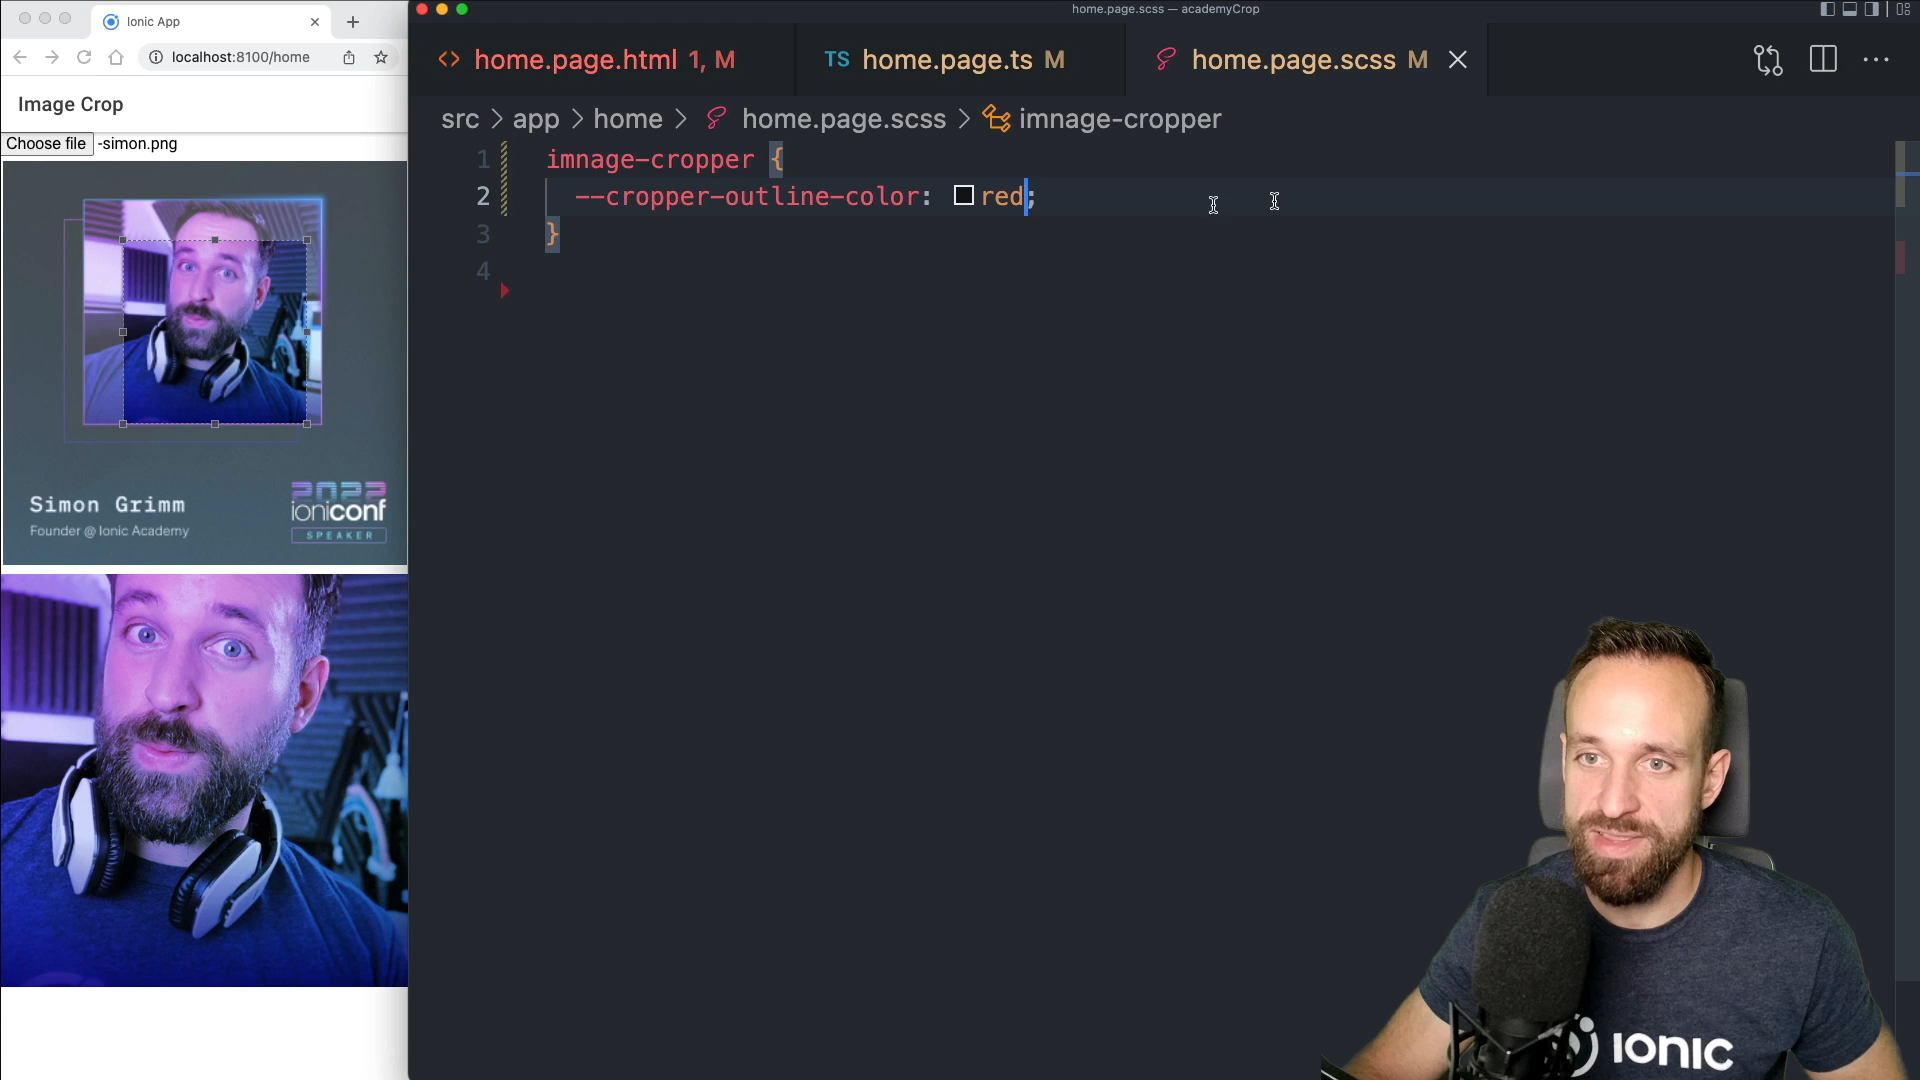 Ionic App
localhost:8100/home
Image Crop
Choose file -simon.png
Simon Grimm
Founder @ Ionic Academy
2022
ioniconf
SPEAKER
home.page.scss — academyCrop
home.page.html 1, M
TS home.page.ts M
home.page.scss M
src > app > home > home.page.scss > imnage-cropper
1 imnage-cropper {
2 --cropper-outline-color: red;
3 }
4
IONIC